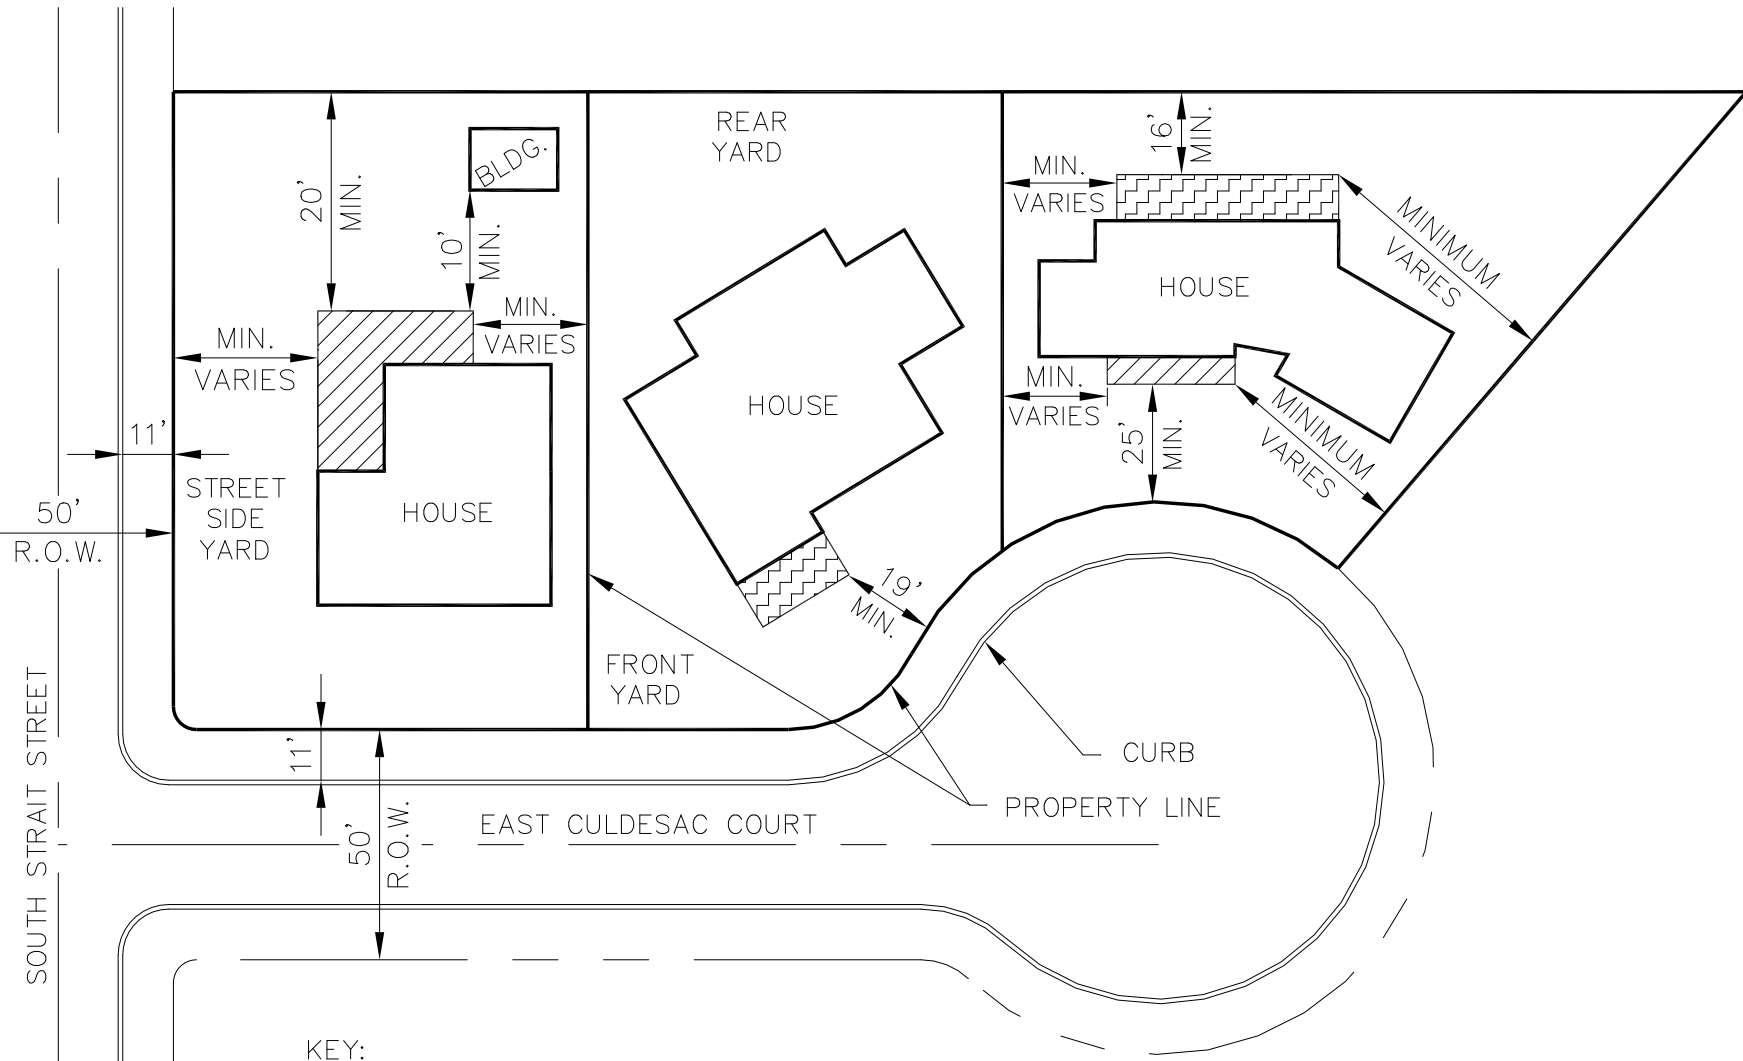 REAR
YARD
20'
MIN.
BLDG.
10'
MIN.
MIN.
VARIES
MIN.
VARIES
11'
50'
R.O.W.
STREET
SIDE
YARD
HOUSE
HOUSE
16'
MIN.
MIN.
VARIES
MINIMUM
VARIES
HOUSE
MIN.
VARIES
25'
MIN.
MINIMUM
VARIES
19'
MIN.
FRONT
YARD
11'
50'
R.O.W.
CURB
PROPERTY LINE
EAST CULDESAC COURT
SOUTH STRAIT STREET
KEY: